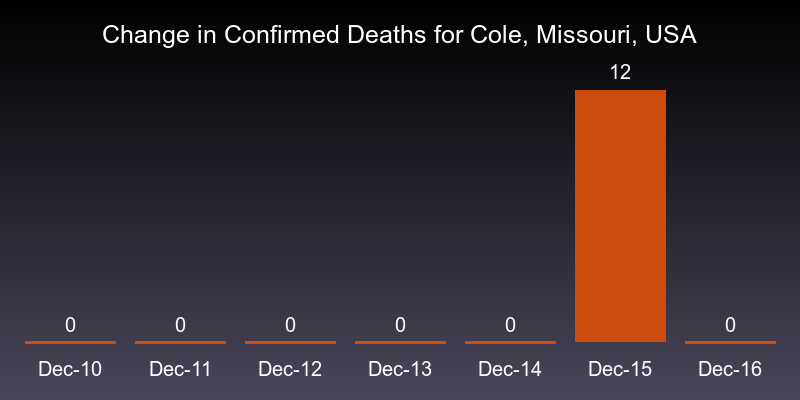 Change in Confirmed Deaths for Cole, Missouri, USA
12
0 0 0 0 0 0
Dec-10 Dec-11 Dec-12 Dec-13 Dec-14 Dec-15 Dec-16